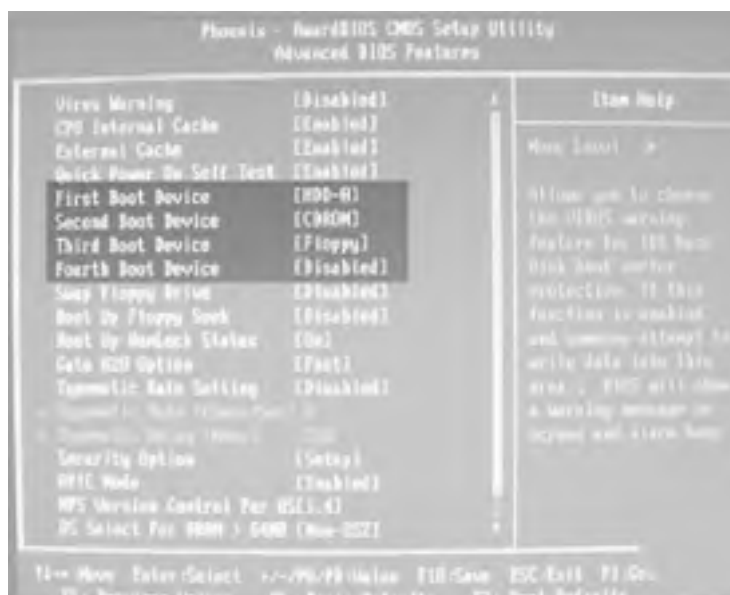 Phoenix - AwardBIOS CMOS Setup Utility
Advanced BIOS Features
Virus Warning [Disabled]
CPU Internal Cache [Enabled]
External Cache [Enabled]
Quick Power On Self Test [Enabled]
First Boot Device [HDD-0]
Second Boot Device [CDROM]
Third Boot Device [Floppy]
Fourth Boot Device [Disabled]
Swap Floppy Drive [Disabled]
Boot Up Floppy Seek [Disabled]
Boot Up NumLock Status [On]
Gate A20 Option [Fast]
Typematic Rate Setting [Disabled]
Security Option [Setup]
APIC Mode [Enabled]
MPS Version Control For OS[1.4]
OS Select For DRAM > 64MB [Non-OS2]
Item Help
Menu Level
Allows you to choose
the VIRUS warning
feature for IDE Hard
Disk boot sector
protection. If this
function is enabled
and someone attempt to
write data into this
area, BIOS will show
a warning message on
screen and alarm beep
Move Enter:Select +/-/PU/PD:Value F10:Save ESC:Exit